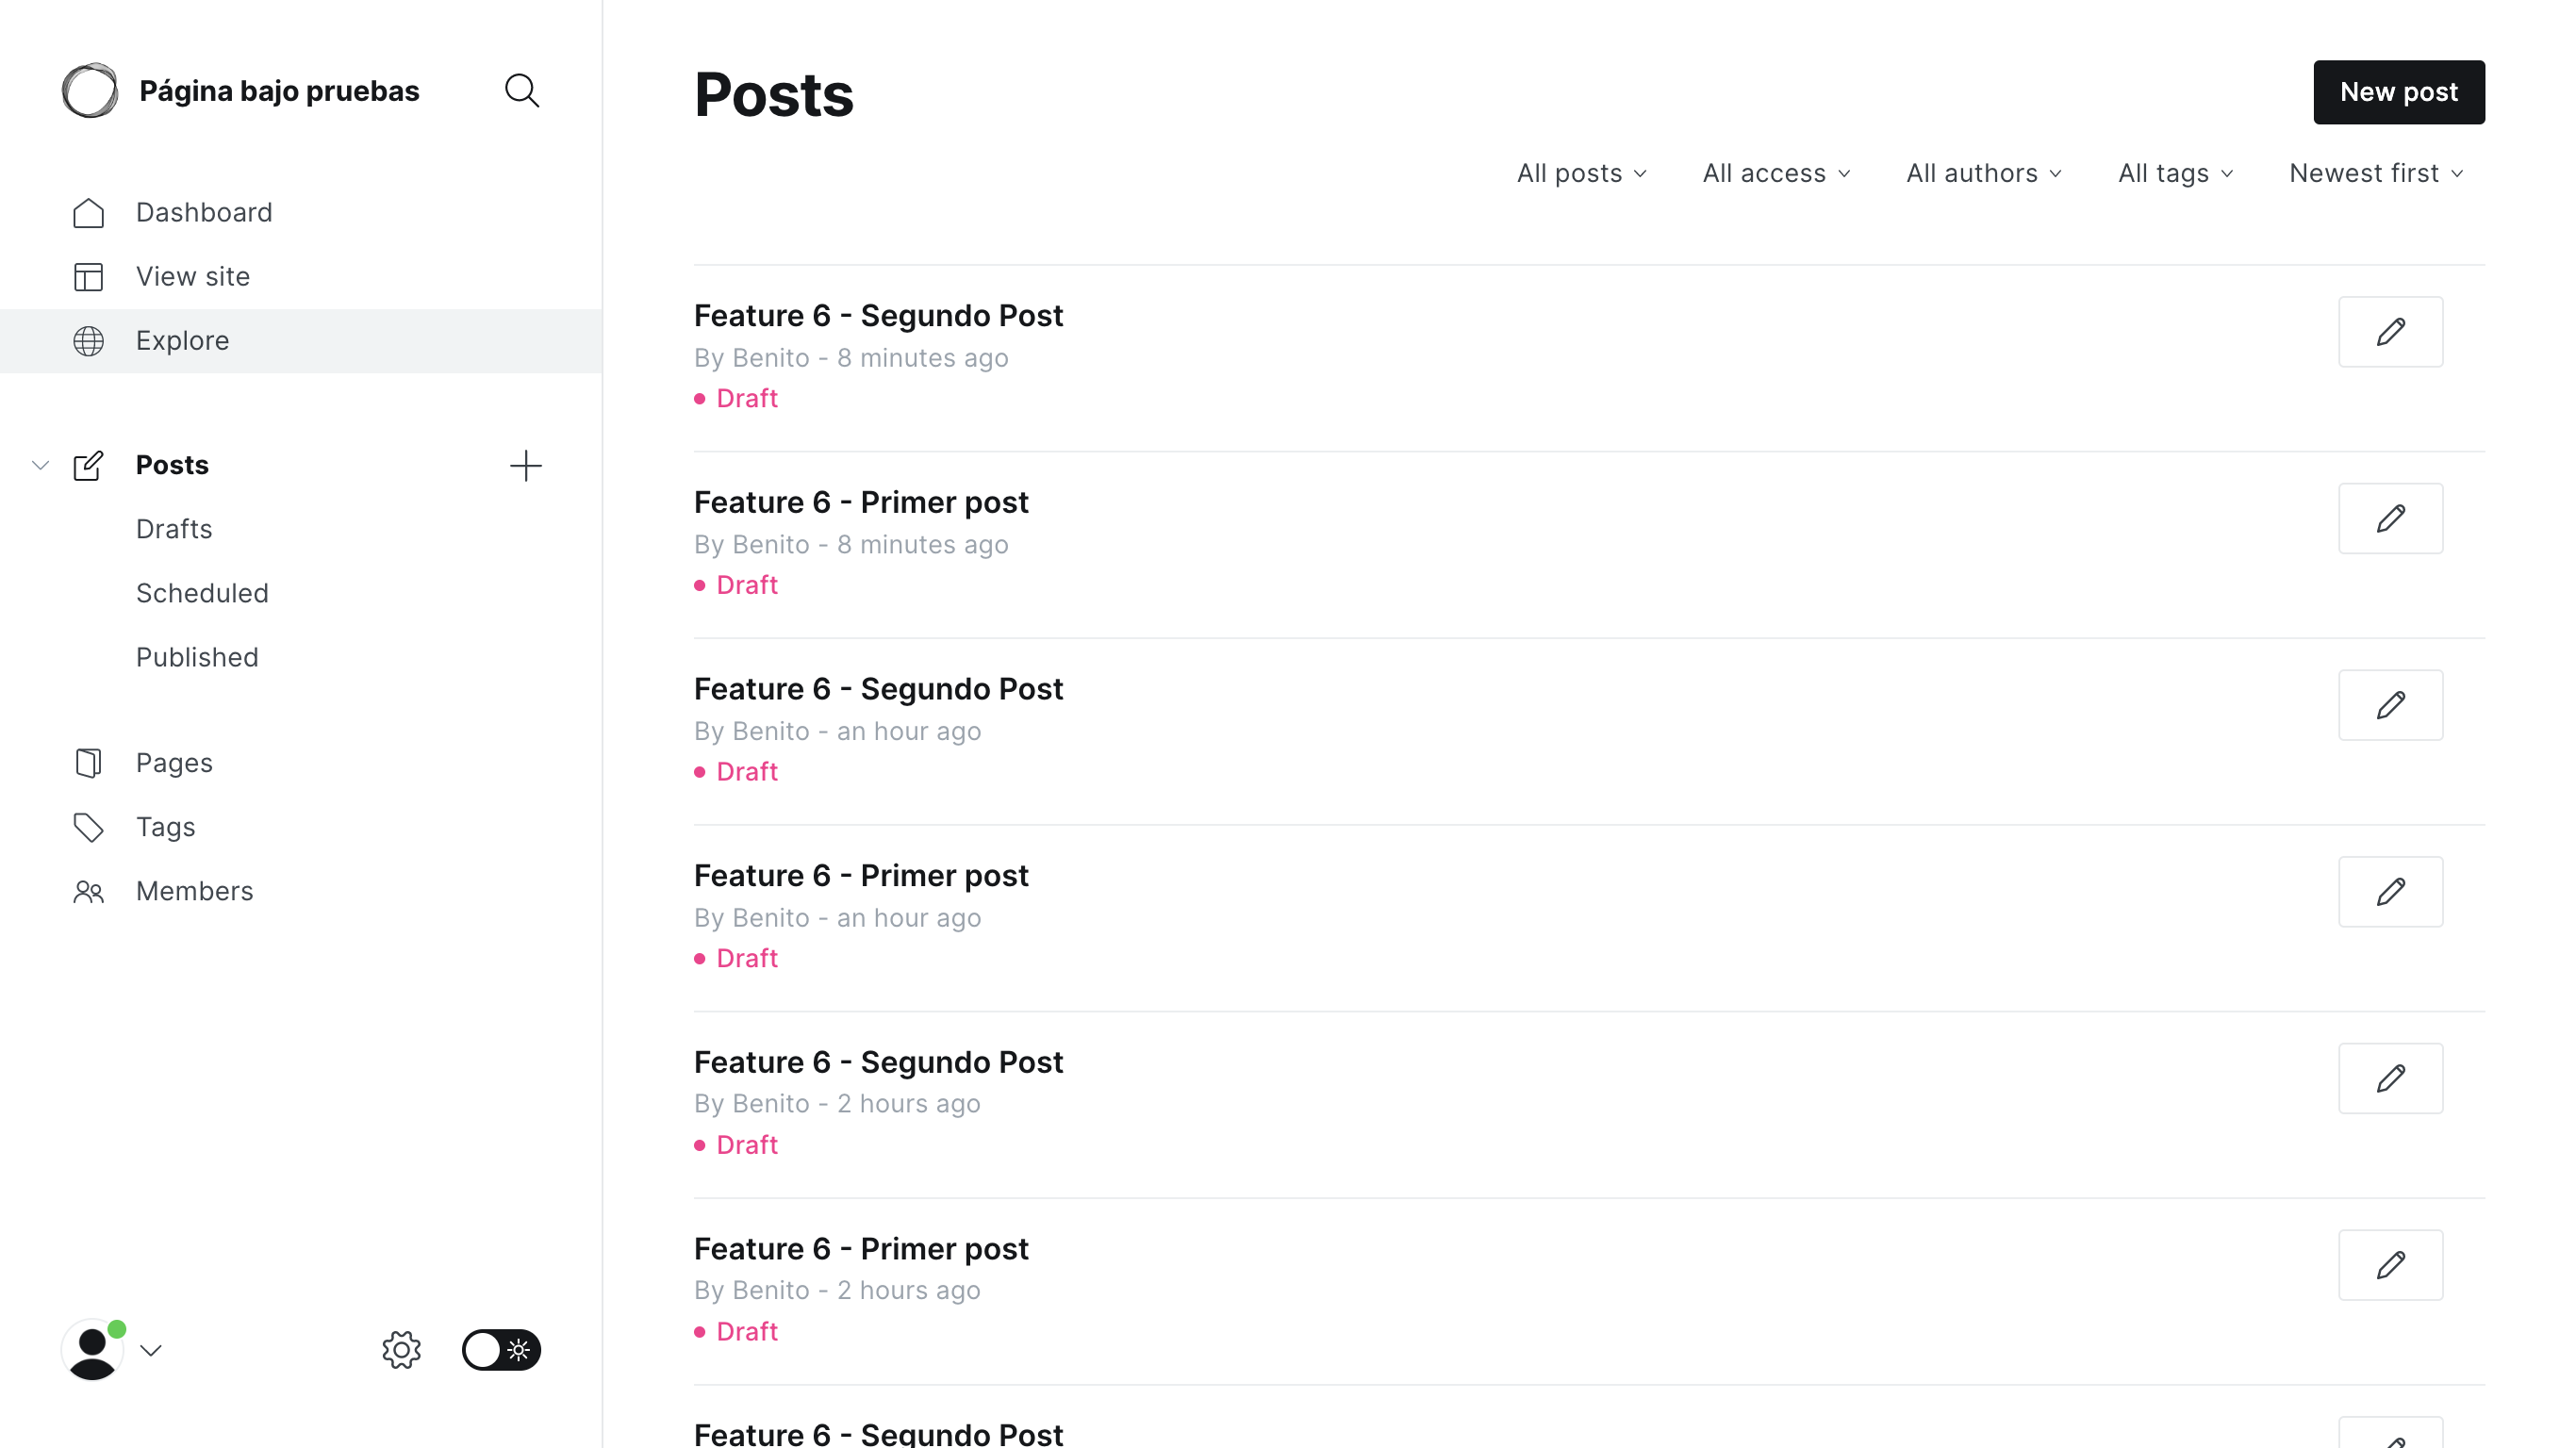 Página bajo pruebas
Dashboard
View site
Explore
Posts
Drafts
Scheduled
Published
Pages
Tags
Members
Posts
New post
All posts
All access
All authors
All tags
Newest first
Feature 6 - Segundo Post
By Benito - 8 minutes ago
Draft
Feature 6 - Primer post
By Benito - 8 minutes ago
Draft
Feature 6 - Segundo Post
By Benito - an hour ago
Draft
Feature 6 - Primer post
By Benito - an hour ago
Draft
Feature 6 - Segundo Post
By Benito - 2 hours ago
Draft
Feature 6 - Primer post
By Benito - 2 hours ago
Draft
Feature 6 - Segundo Post